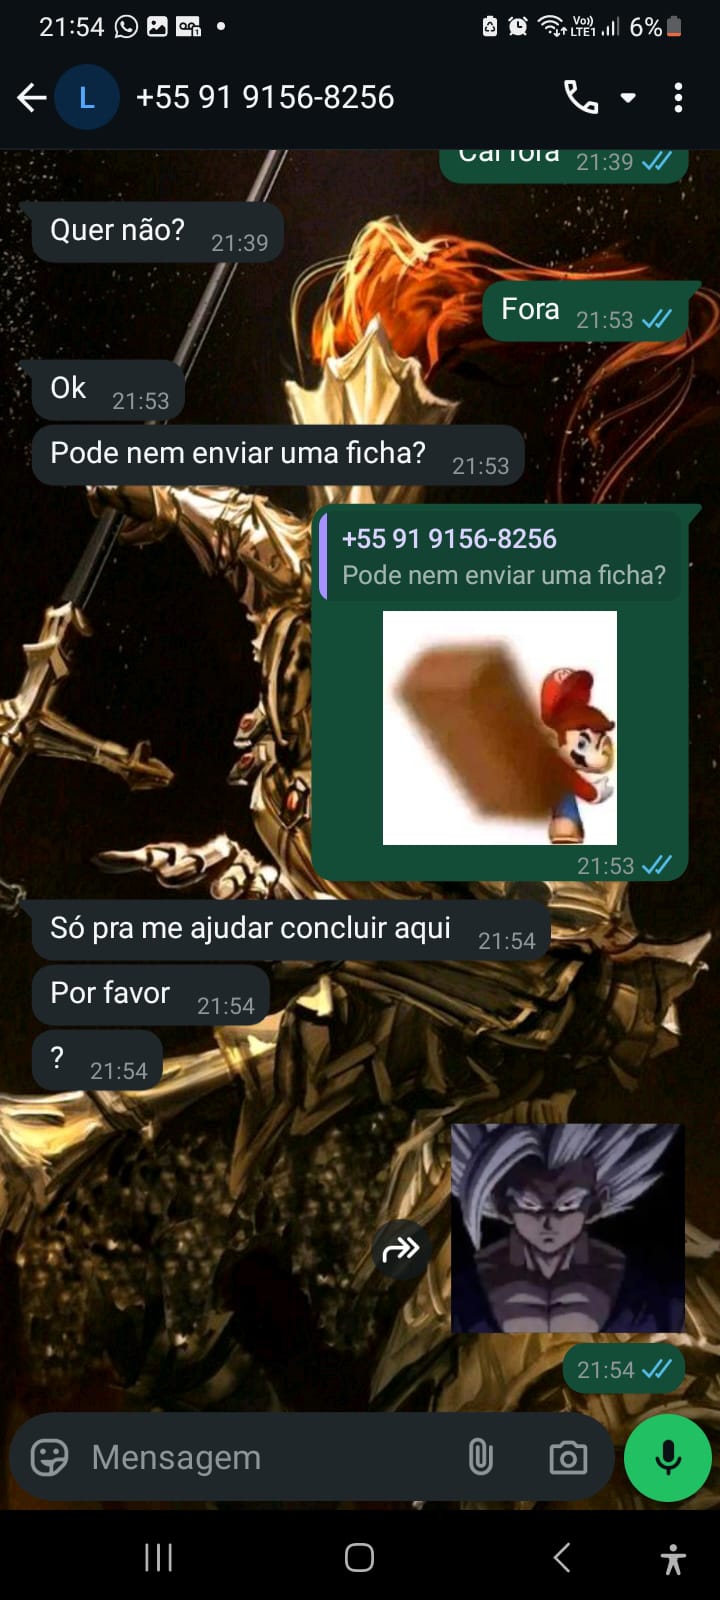 21:54
Vo))
LTE1
6%
L
+55 91 9156-8256
Cai fora 21:39
Quer não? 21:39
Fora 21:53
Ok 21:53
Pode nem enviar uma ficha? 21:53
+55 91 9156-8256
Pode nem enviar uma ficha?
21:53
Só pra me ajudar concluir aqui 21:54
Por favor 21:54
? 21:54
21:54
Mensagem